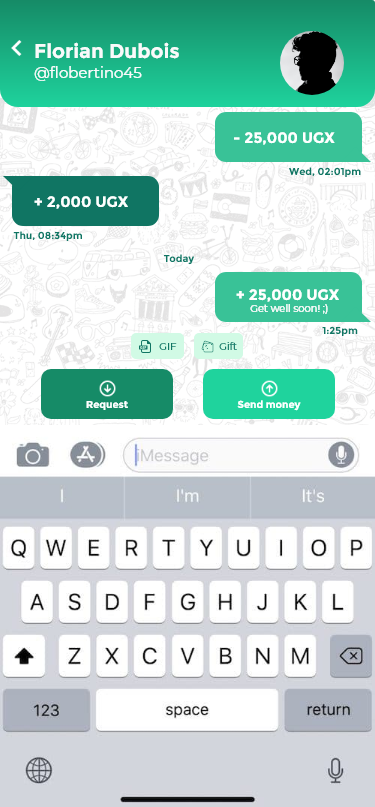 Florian Dubois
@flobertino45
- 25,000 UGX
Wed, 02:01pm
+ 2,000 UGX
Thu, 08:34pm
Today
+ 25,000 UGX
Get well soon! ;)
1:25pm
GIF
Gift
Request
Send money
iMessage
I
I'm
It's
Q W E R T Y U I O P
A S D F G H J K L
Z X C V B N M
123
space
return